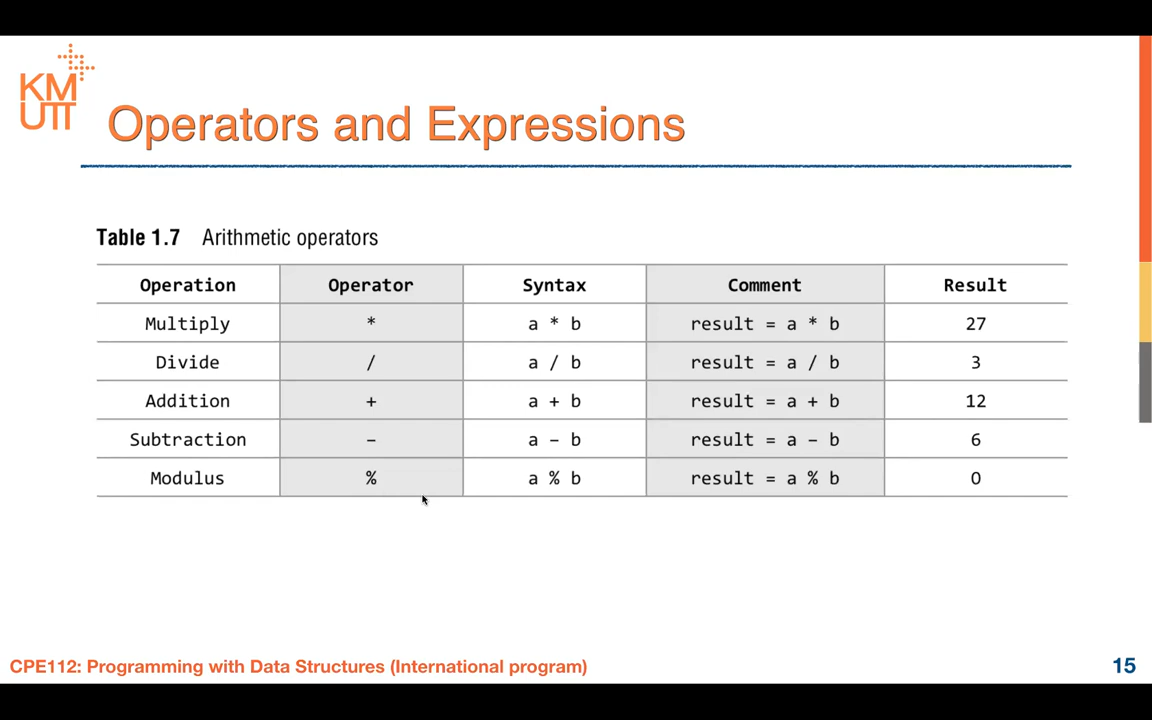 KM
UTT
Operators and Expressions
Table 1.7 Arithmetic operators
Operation Operator Syntax Comment Result
Multiply * a * b result = a * b 27
Divide / a / b result = a / b 3
Addition + a + b result = a + b 12
Subtraction – a – b result = a – b 6
Modulus % a % b result = a % b 0
CPE112: Programming with Data Structures (International program)
15